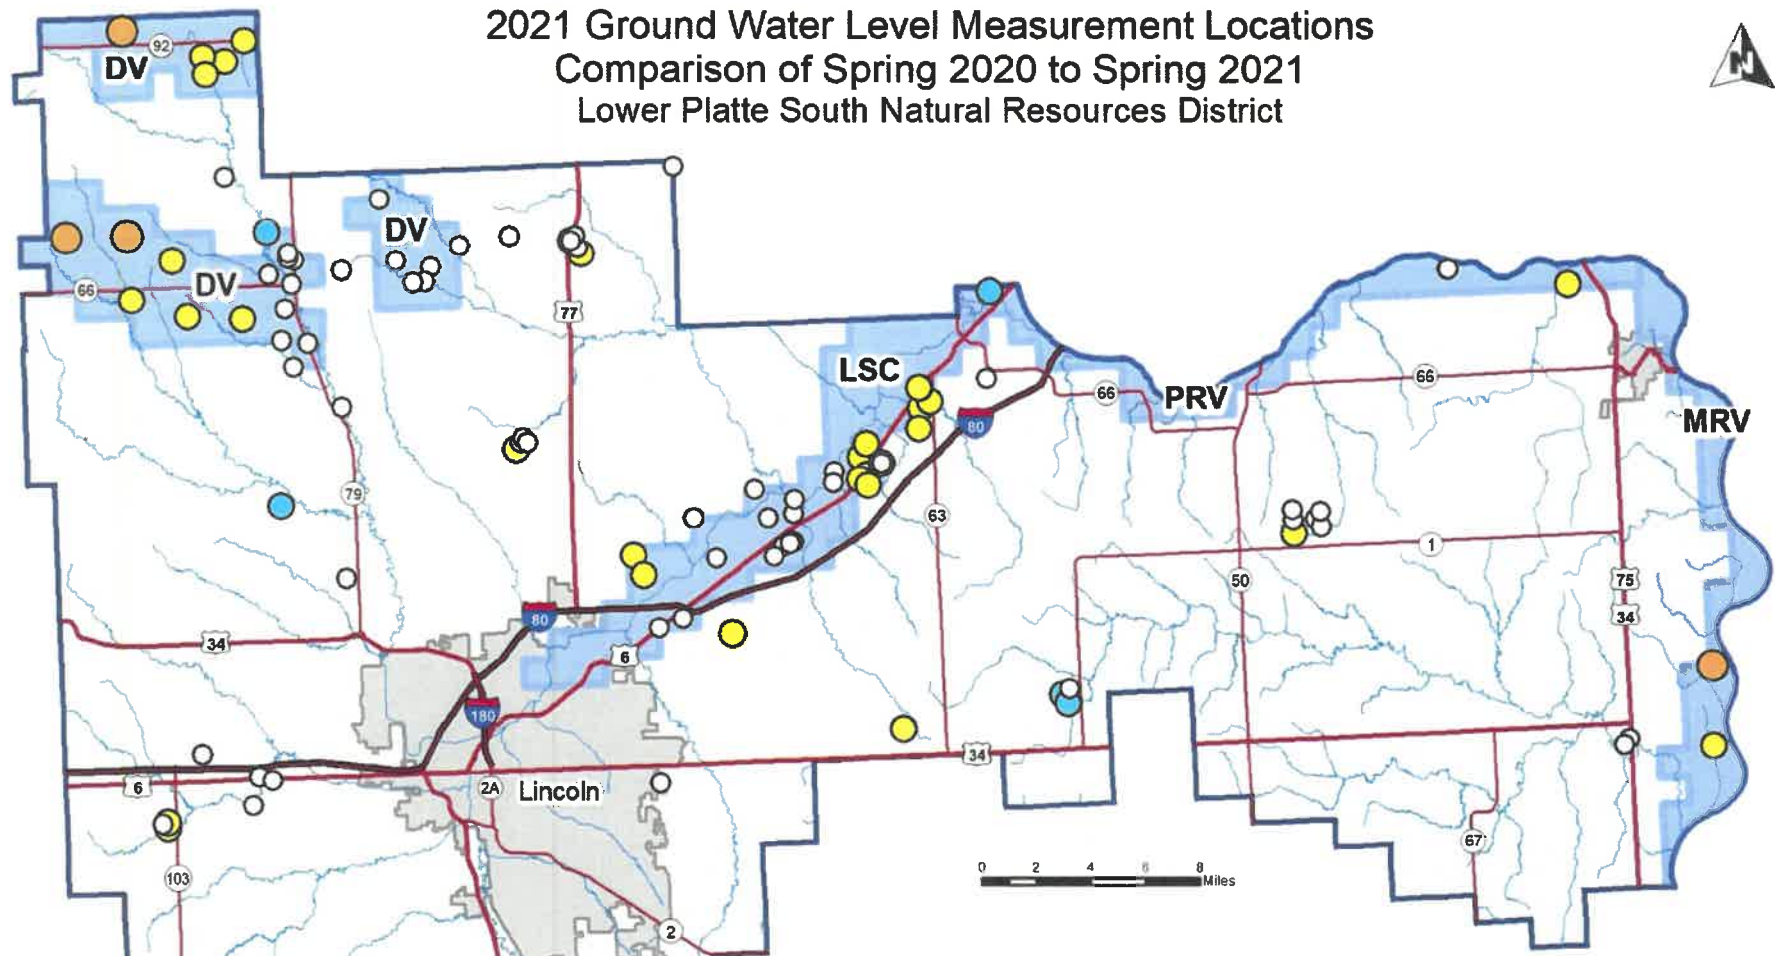 2021 Ground Water Level Measurement Locations
Comparison of Spring 2020 to Spring 2021
Lower Platte South Natural Resources District
N
92
DV
DV
DV
66
77
LSC
66
PRV
66
MRV
80
79
63
1
50
75
34
80
34
6
180
34
6
2A
Lincoln
67
103
2
0 2 4 6 8
Miles